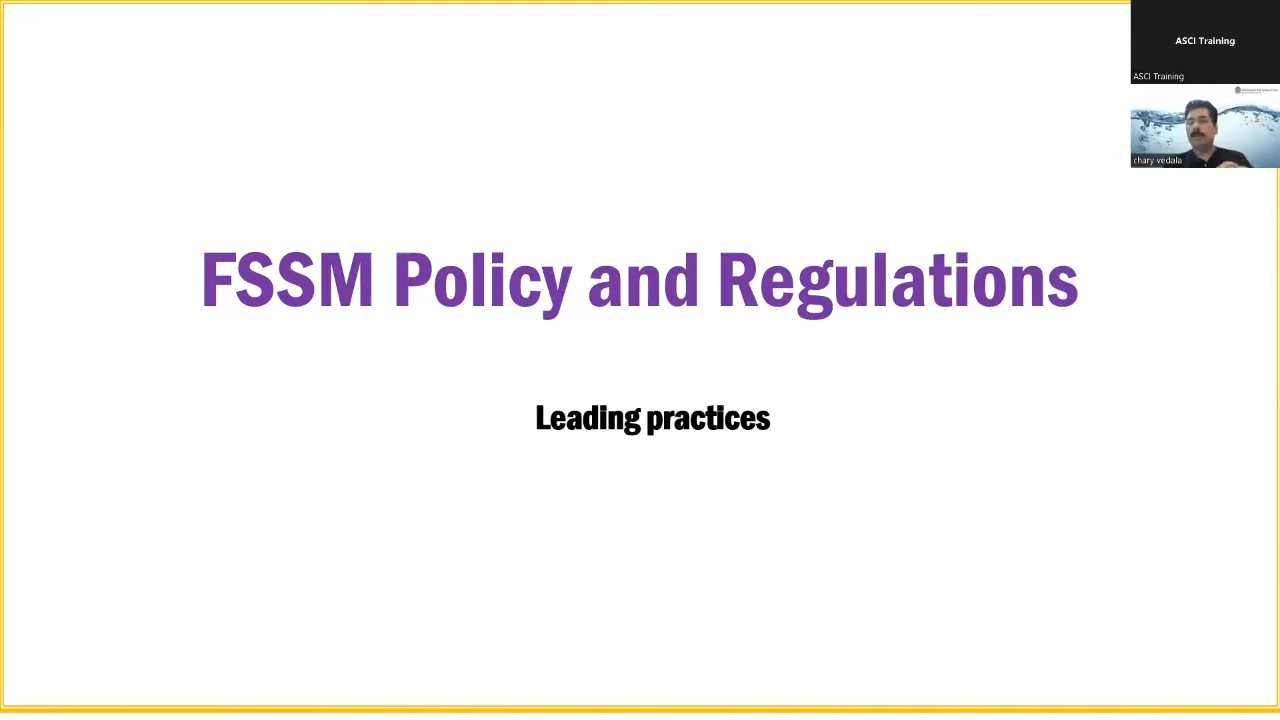 ASCI Training
ASCI Training
chary vedala
FSSM Policy and Regulations
Leading practices